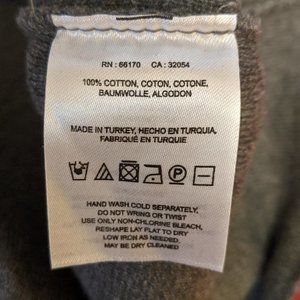 RN : 66170 CA : 32054
100% COTTON, COTON, COTONE,
BAUMWOLLE, ALGODON
MADE IN TURKEY, HECHO EN TURQUIA,
FABRIQUÉ EN TURQUIE
P
HAND WASH COLD SEPARATELY.
DO NOT WRING OR TWIST
USE ONLY NON-CHLORINE BLEACH,
RESHAPE LAY FLAT TO DRY
LOW IRON AS NEEDED.
MAY BE DRY CLEANED